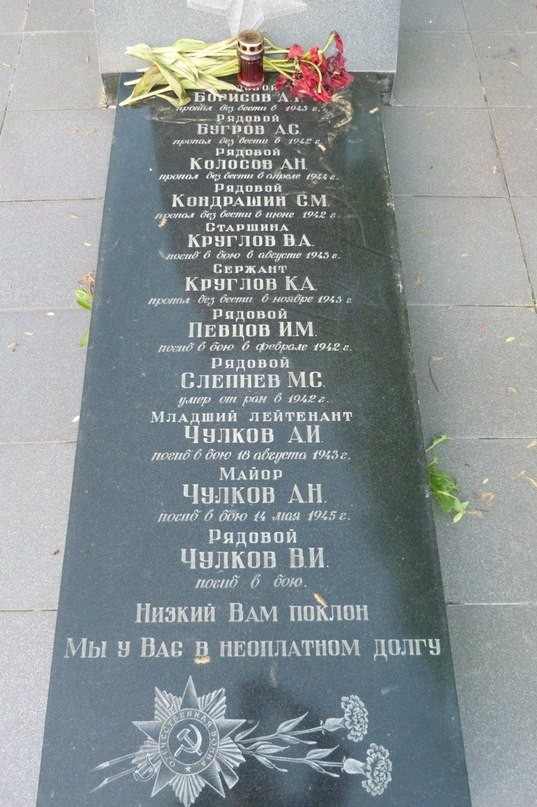 Борисов А.
пропал без вести в 1943 г.
Рядовой
Бугров А.С.
пропал без вести в 1942 г.
Рядовой
Колосов А.Н.
пропал без вести в апреле 1944 г.
Рядовой
Кондрашин С.М.
пропал без вести в июне 1942 г.
Старшина
Круглов В.А.
погиб в бою в августе 1943 г.
Сержант
Круглов К.А.
пропал без вести в ноябре 1943 г.
Рядовой
Певцов И.М.
погиб в бою в феврале 1942 г.
Рядовой
Слепнев М.С.
умер от ран в 1942 г.
Младший лейтенант
Чулков А.И.
погиб в бою 18 августа 1943 г.
Майор
Чулков А.Н.
погиб в бою 14 мая 1945 г.
Рядовой
Чулков В.И.
погиб в бою.
Низкий Вам поклон
Мы у Вас в неоплатном долгу
Отечественная война